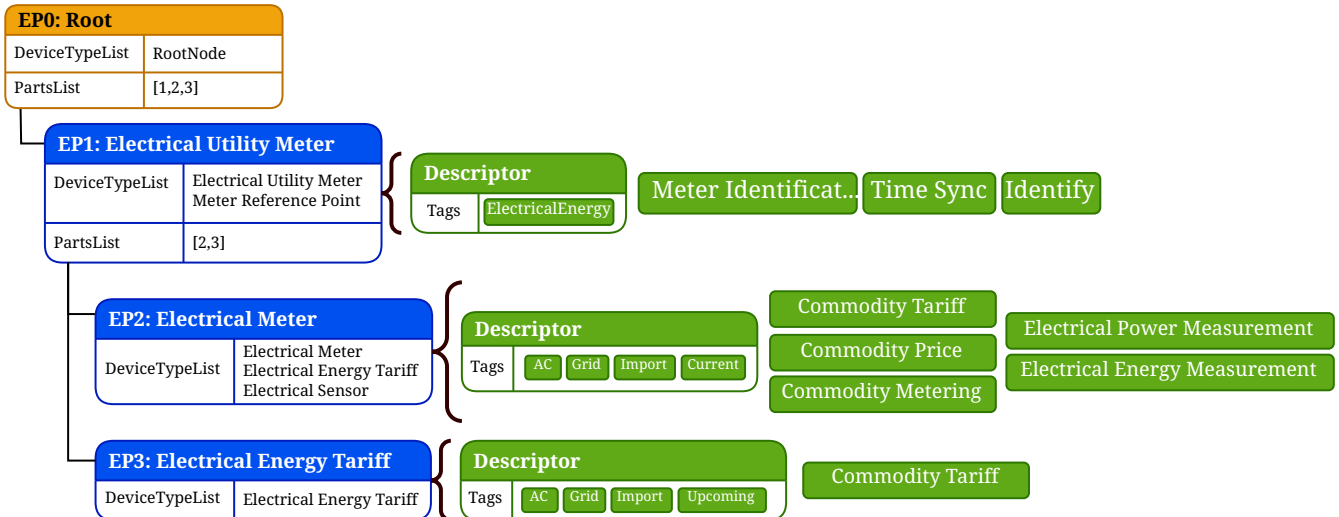 EP0: Root
DeviceTypeList RootNode
PartsList [1,2,3]
EP1: Electrical Utility Meter
DeviceTypeList Electrical Utility Meter
Meter Reference Point
PartsList [2,3]
Descriptor
Tags ElectricalEnergy
Meter Identificat... Time Sync Identify
EP2: Electrical Meter
DeviceTypeList Electrical Meter
Electrical Energy Tariff
Electrical Sensor
Descriptor
Tags AC Grid Import Current
Commodity Tariff
Commodity Price
Commodity Metering
Electrical Power Measurement
Electrical Energy Measurement
EP3: Electrical Energy Tariff
DeviceTypeList Electrical Energy Tariff
Descriptor
Tags AC Grid Import Upcoming
Commodity Tariff